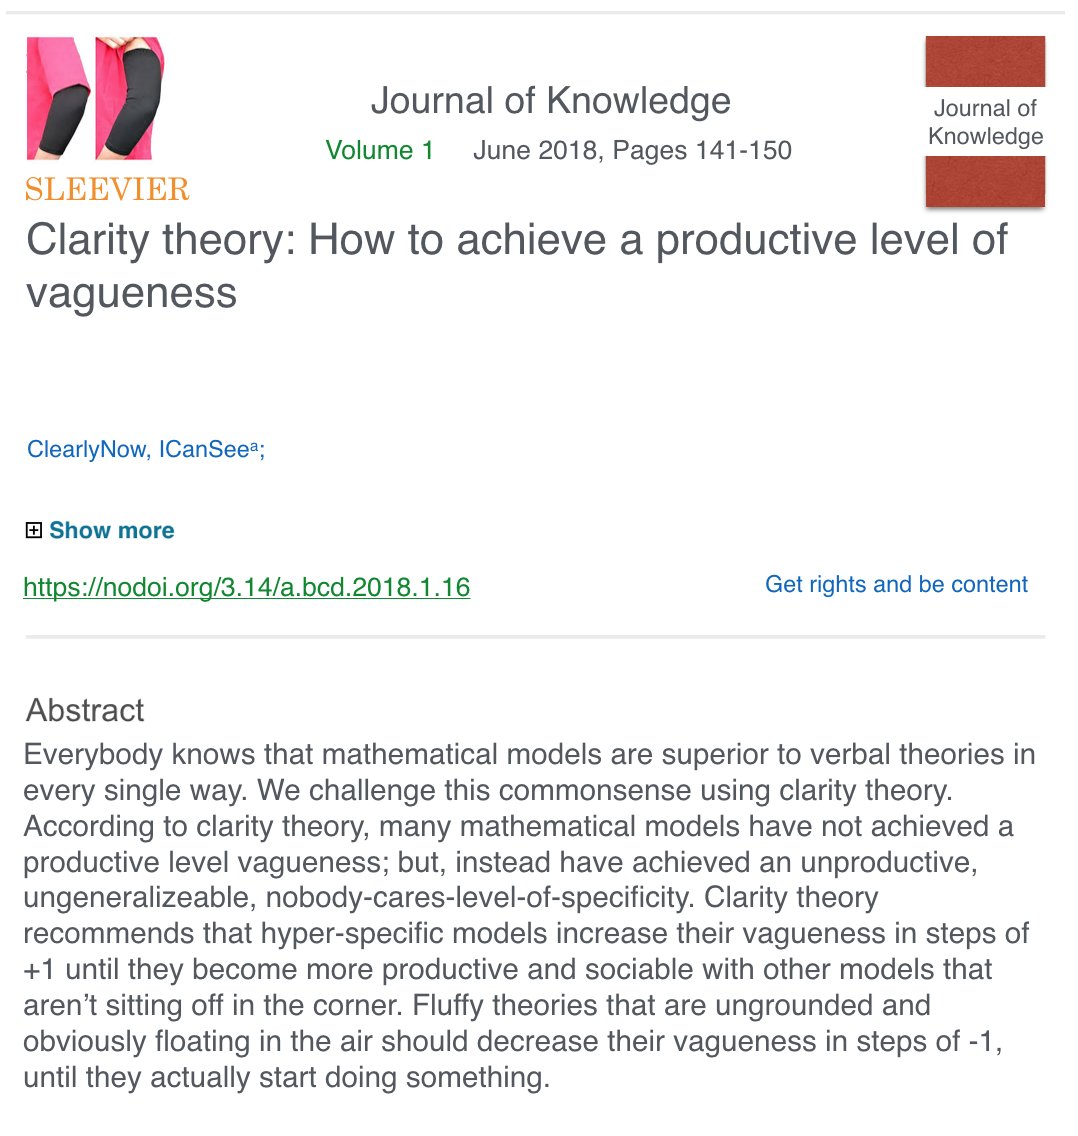 Journal of Knowledge
Volume 1 June 2018, Pages 141-150
Journal of
Knowledge
SLEEVIER
Clarity theory: How to achieve a productive level of
vagueness
ClearlyNow, ICanSeeᵃ;
Show more
https://nodoi.org/3.14/a.bcd.2018.1.16
Get rights and be content
Abstract
Everybody knows that mathematical models are superior to verbal theories in
every single way. We challenge this commonsense using clarity theory.
According to clarity theory, many mathematical models have not achieved a
productive level vagueness; but, instead have achieved an unproductive,
ungeneralizeable, nobody-cares-level-of-specificity. Clarity theory
recommends that hyper-specific models increase their vagueness in steps of
+1 until they become more productive and sociable with other models that
aren’t sitting off in the corner. Fluffy theories that are ungrounded and
obviously floating in the air should decrease their vagueness in steps of -1,
until they actually start doing something.